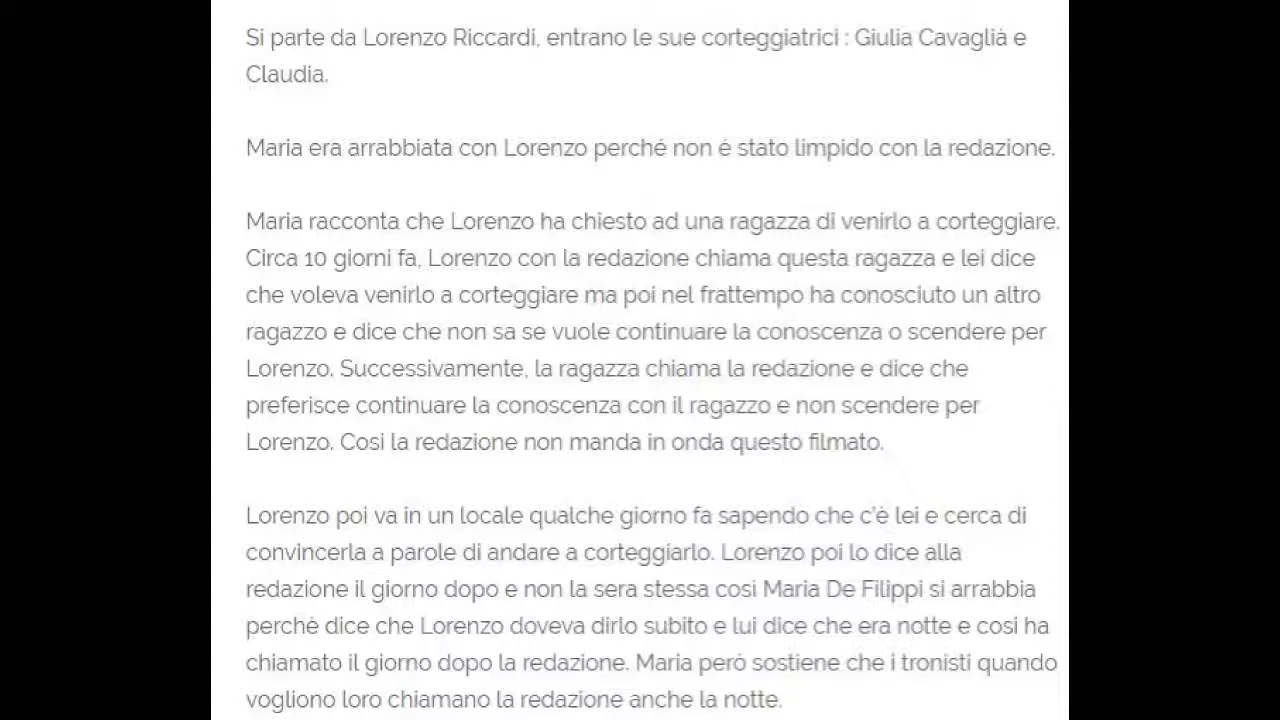 Si parte da Lorenzo Riccardi, entrano le sue corteggiatrici : Giulia Cavaglià e
Claudia.
Maria era arrabbiata con Lorenzo perché non è stato limpido con la redazione.
Maria racconta che Lorenzo ha chiesto ad una ragazza di venirlo a corteggiare.
Circa 10 giorni fa, Lorenzo con la redazione chiama questa ragazza e lei dice
che voleva venirlo a corteggiare ma poi nel frattempo ha conosciuto un altro
ragazzo e dice che non sa se vuole continuare la conoscenza o scendere per
Lorenzo. Successivamente, la ragazza chiama la redazione e dice che
preferisce continuare la conoscenza con il ragazzo e non scendere per
Lorenzo. Così la redazione non manda in onda questo filmato.
Lorenzo poi va in un locale qualche giorno fa sapendo che c'è lei e cerca di
convincerla a parole di andare a corteggiarlo. Lorenzo poi lo dice alla
redazione il giorno dopo e non la sera stessa così Maria De Filippi si arrabbia
perchè dice che Lorenzo doveva dirlo subito e lui dice che era notte e così ha
chiamato il giorno dopo la redazione. Maria però sostiene che i tronisti quando
vogliono loro chiamano la redazione anche la notte.